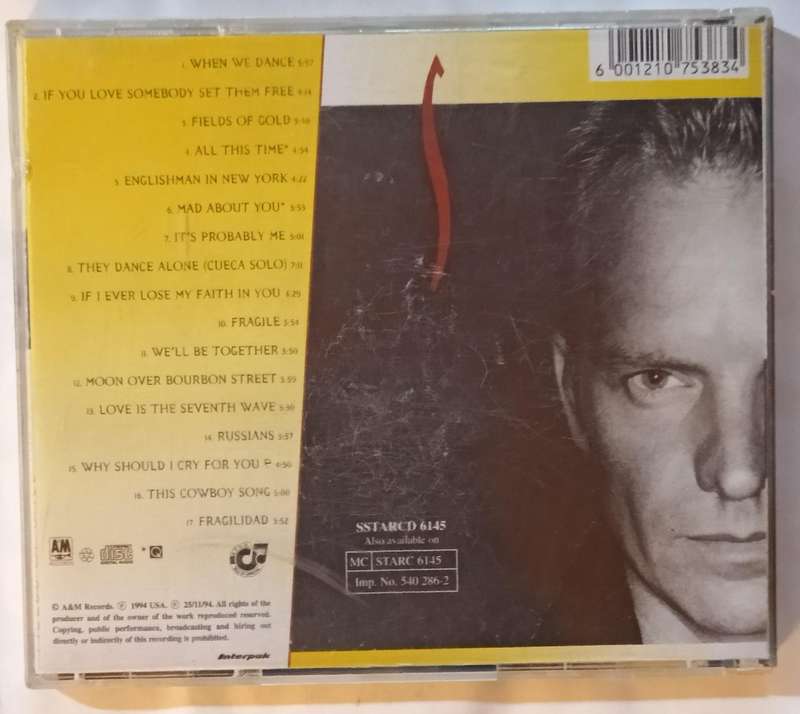 1. WHEN WE DANCE 5:57
2. IF YOU LOVE SOMEBODY SET THEM FREE 4:14
3. FIELDS OF GOLD 3:39
4. ALL THIS TIME* 4:54
5. ENGLISHMAN IN NEW YORK 4:22
6. MAD ABOUT YOU* 3:53
7. IT'S PROBABLY ME 5:01
8. THEY DANCE ALONE (CUECA SOLO) 7:11
9. IF I EVER LOSE MY FAITH IN YOU 4:29
10. FRAGILE 3:54
11. WE'LL BE TOGETHER 3:50
12. MOON OVER BOURBON STREET 3:59
13. LOVE IS THE SEVENTH WAVE 3:30
14. RUSSIANS 3:57
15. WHY SHOULD I CRY FOR YOU ? 4:50
16. THIS COWBOY SONG 5:00
17. FRAGILIDAD 3:52
AM
RECORDS
COMPACT
disc
DIGITAL AUDIO
* Q
© A&M Records. ℗ 1994 USA. ℗ 25/11/94. All rights of the
producer and of the owner of the work reproduced reserved.
Copying, public performance, broadcasting and hiring out
directly or indirectly of this recording is prohibited.
Interpak
6 001210 753834
SSTARCD 6145
Also available on
MC STARC 6145
Imp. No. 540 286-2